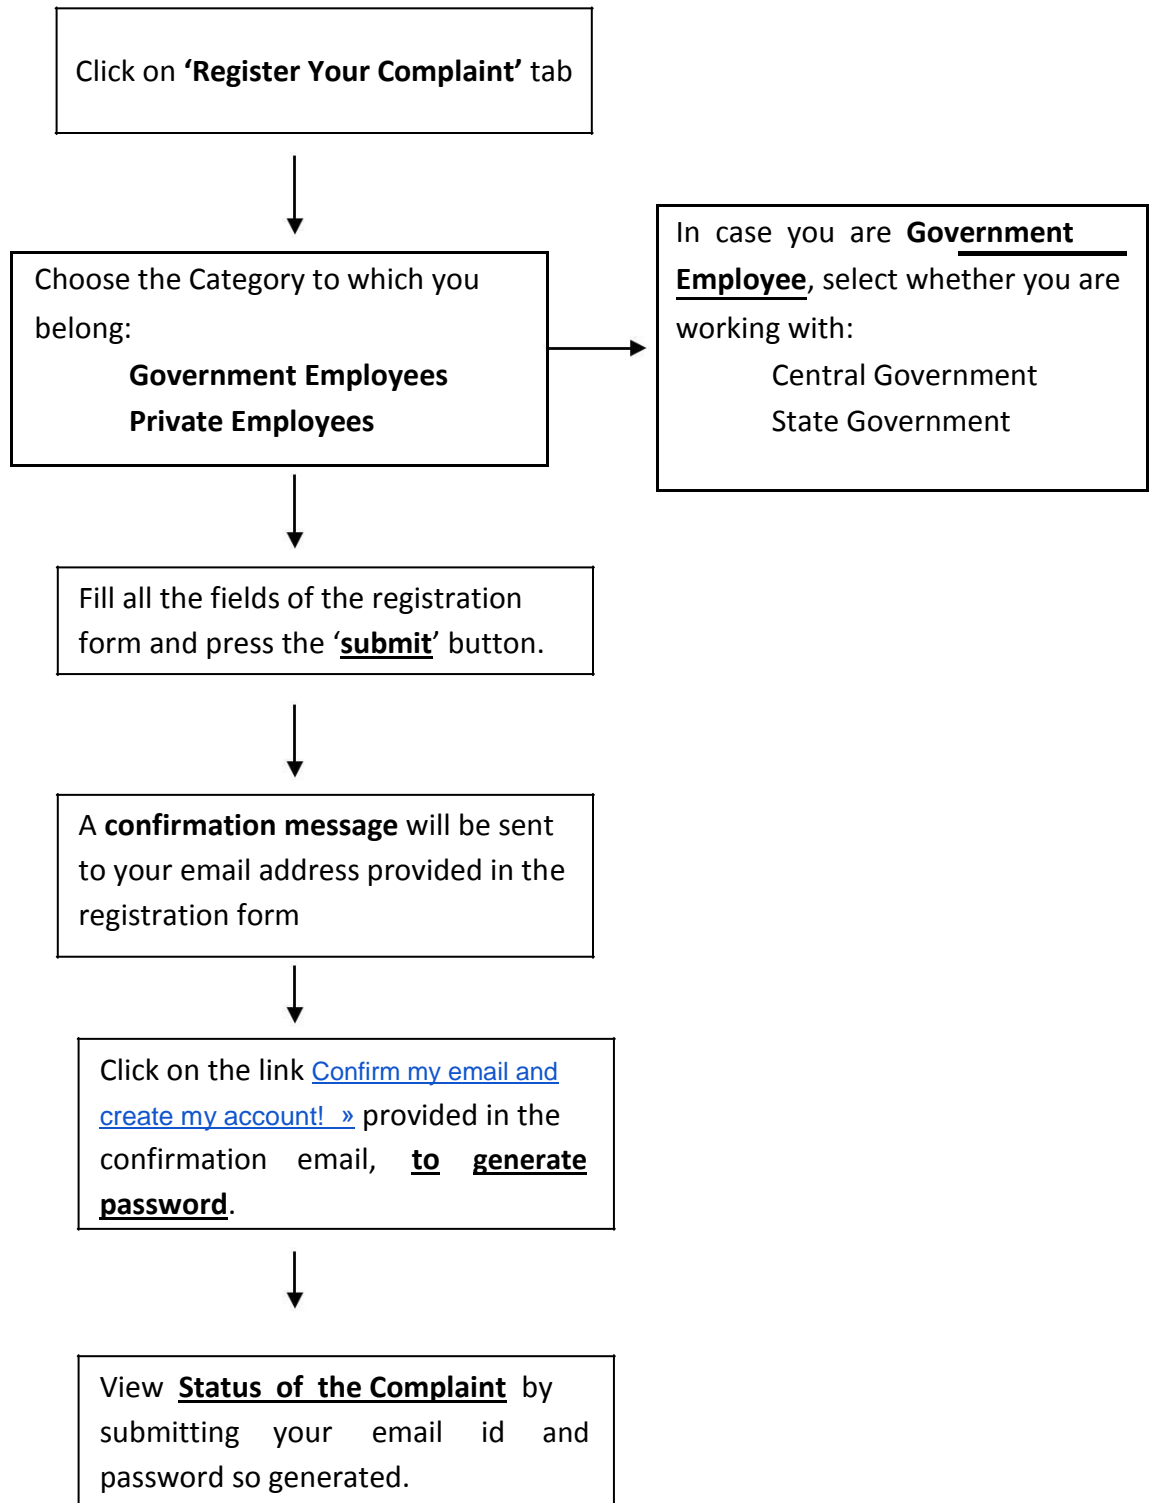 Click on ‘Register Your Complaint’ tab
Choose the Category to which you
belong:
Government Employees
Private Employees
In case you are Government
Employee, select whether you are
working with:
Central Government
State Government
Fill all the fields of the registration
form and press the ‘submit’ button.
A confirmation message will be sent
to your email address provided in the
registration form
Click on the link Confirm my email and
create my account! » provided in the
confirmation email, to generate
password.
View Status of the Complaint by
submitting your email id and
password so generated.